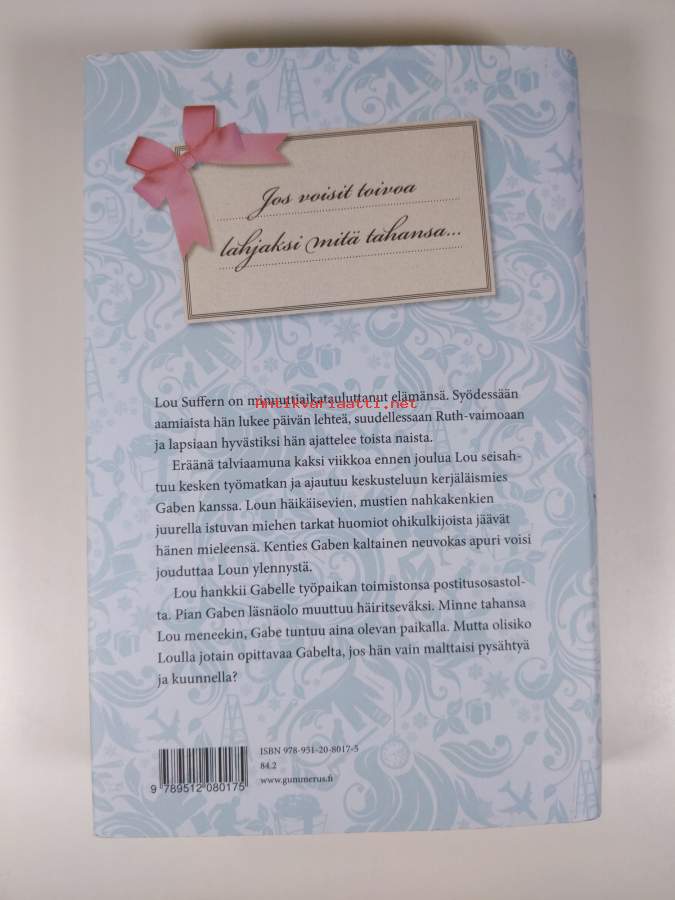 Jos voisit toivoa
lahjaksi mitä tahansa...
Lou Suffern on minuuttiaikatauluttanut elämänsä. Syödessään
Antikvariaatti.net
aamiaista hän lukee päivän lehteä, suudellessaan Ruth-vaimoaan
ja lapsiaan hyvästiksi hän ajattelee toista naista.
Eräänä talviaamuna kaksi viikkoa ennen joulua Lou seisah-
tuu kesken työmatkan ja ajautuu keskusteluun kerjäläismies
Gaben kanssa. Loun häikäisevien, mustien nahkakenkien
juurella istuvan miehen tarkat huomiot ohikulkijoista jäävät
hänen mieleensä. Kenties Gaben kaltainen neuvokas apuri voisi
jouduttaa Loun ylennystä.
Lou hankkii Gabelle työpaikan toimistonsa postitusosastol-
ta. Pian Gaben läsnäolo muuttuu häiritseväksi. Minne tahansa
Lou meneekin, Gabe tuntuu aina olevan paikalla. Mutta olisiko
Loulla jotain opittavaa Gabelta, jos hän vain malttaisi pysähtyä
ja kuunnella?
ISBN 978-951-20-8017-5
84.2
www.gummerus.fi
9 789512 080175